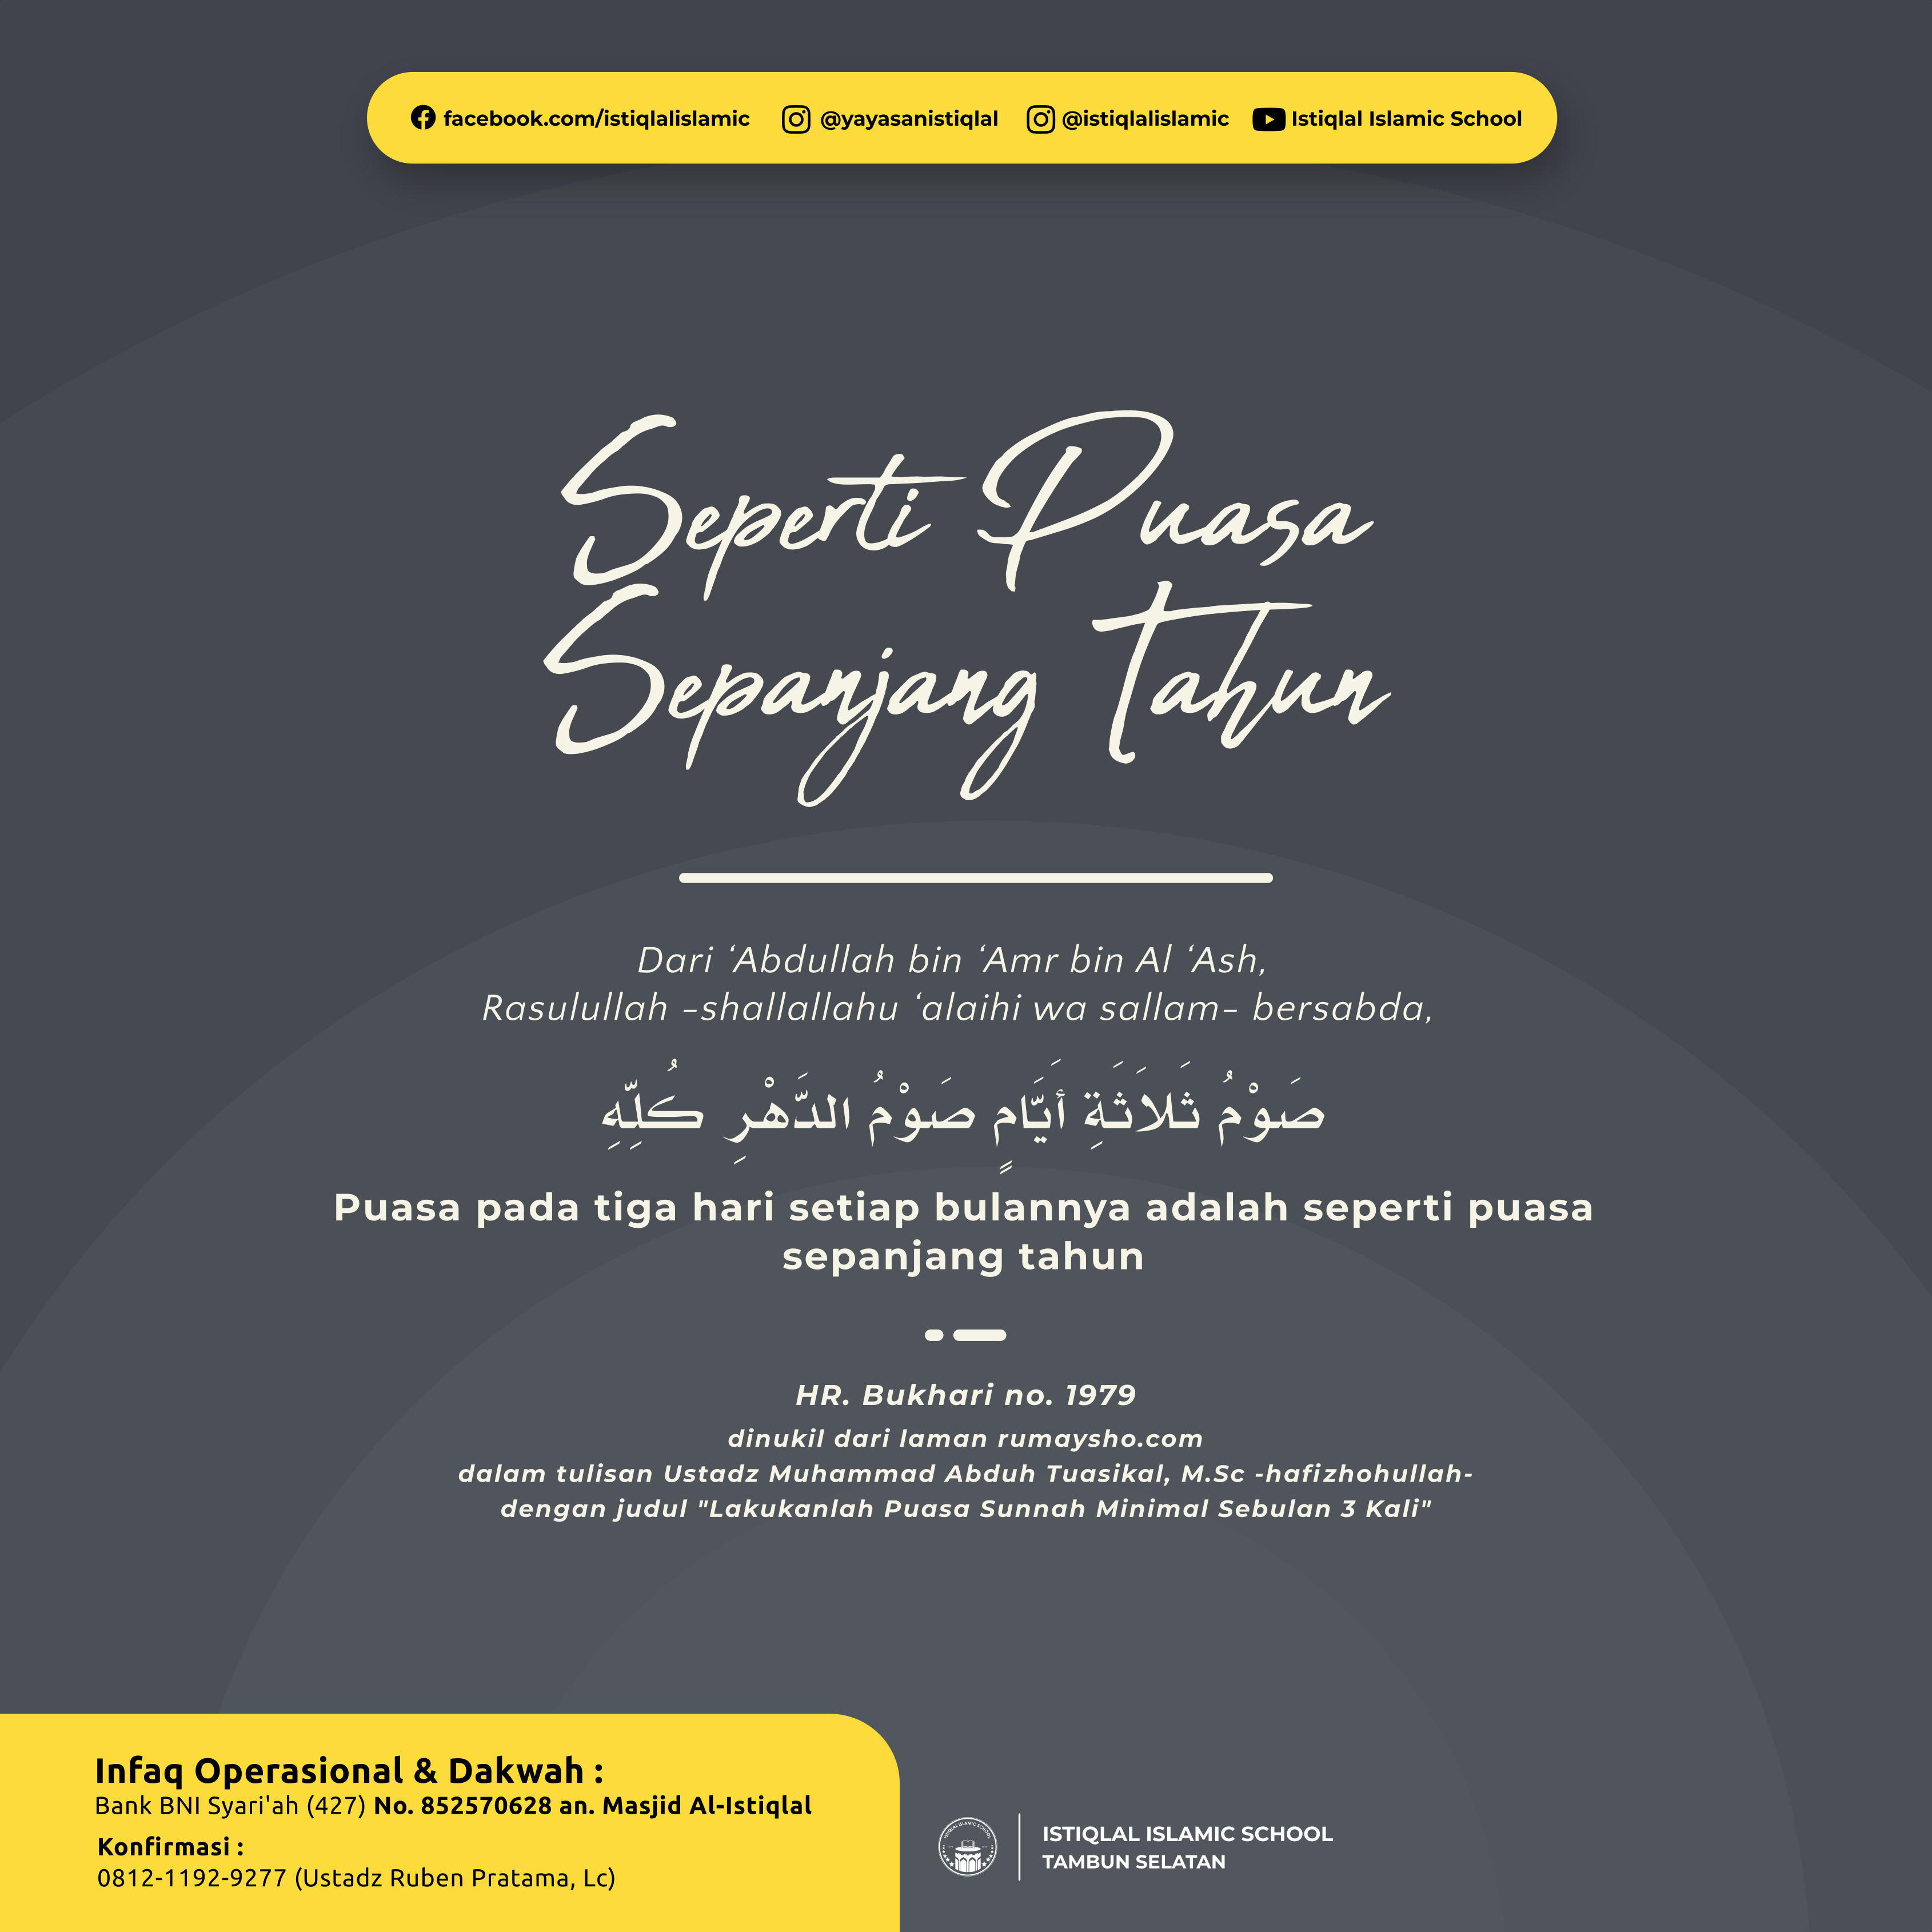 facebook.com/istiqlalislamic @yayasanistiqlal @istiqlalislamic Istiqlal Islamic School
Seperti Puasa
Sepanjang Tahun
Dari ‘Abdullah bin ‘Amr bin Al ‘Ash,
Rasulullah –shallallahu ‘alaihi wa sallam– bersabda,
صَوْمُ ثَلاَثَةِ أَيَّامٍ صَوْمُ الدَّهْرِ كُلِّهِ
Puasa pada tiga hari setiap bulannya adalah seperti puasa
sepanjang tahun
HR. Bukhari no. 1979
dinukil dari laman rumaysho.com
dalam tulisan Ustadz Muhammad Abduh Tuasikal, M.Sc -hafizhohullah-
dengan judul "Lakukanlah Puasa Sunnah Minimal Sebulan 3 Kali"
Infaq Operasional & Dakwah :
Bank BNI Syari'ah (427) No. 852570628 an. Masjid Al-Istiqlal
Konfirmasi :
0812-1192-9277 (Ustadz Ruben Pratama, Lc)
ISTIQLAL ISLAMIC SCHOOL
ISTIQLAL ISLAMIC SCHOOL
TAMBUN SELATAN